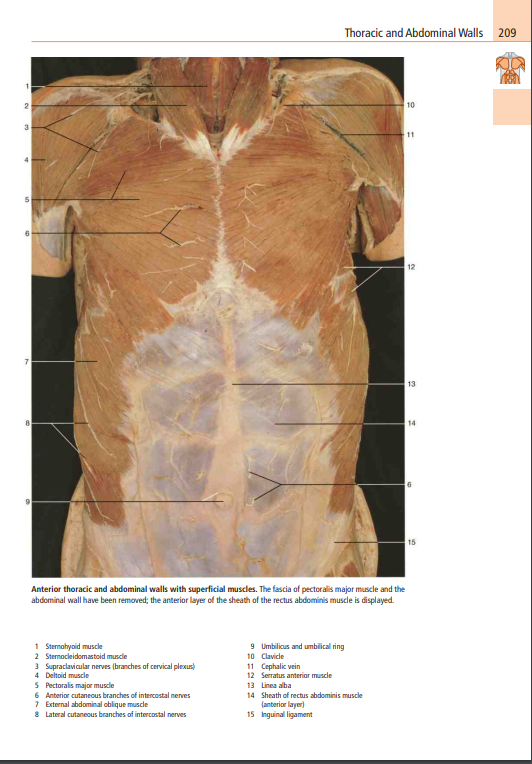 Thoracic and Abdominal Walls 209
1
2
3
4
5
6
7
8
9
10
11
12
13
14
6
15
Anterior thoracic and abdominal walls with superficial muscles. The fascia of pectoralis major muscle and the
abdominal wall have been removed; the anterior layer of the sheath of the rectus abdominis muscle is displayed.
1 Sternohyoid muscle
2 Sternocleidomastoid muscle
3 Supraclavicular nerves (branches of cervical plexus)
4 Deltoid muscle
5 Pectoralis major muscle
6 Anterior cutaneous branches of intercostal nerves
7 External abdominal oblique muscle
8 Lateral cutaneous branches of intercostal nerves
9 Umbilicus and umbilical ring
10 Clavicle
11 Cephalic vein
12 Serratus anterior muscle
13 Linea alba
14 Sheath of rectus abdominis muscle
(anterior layer)
15 Inguinal ligament